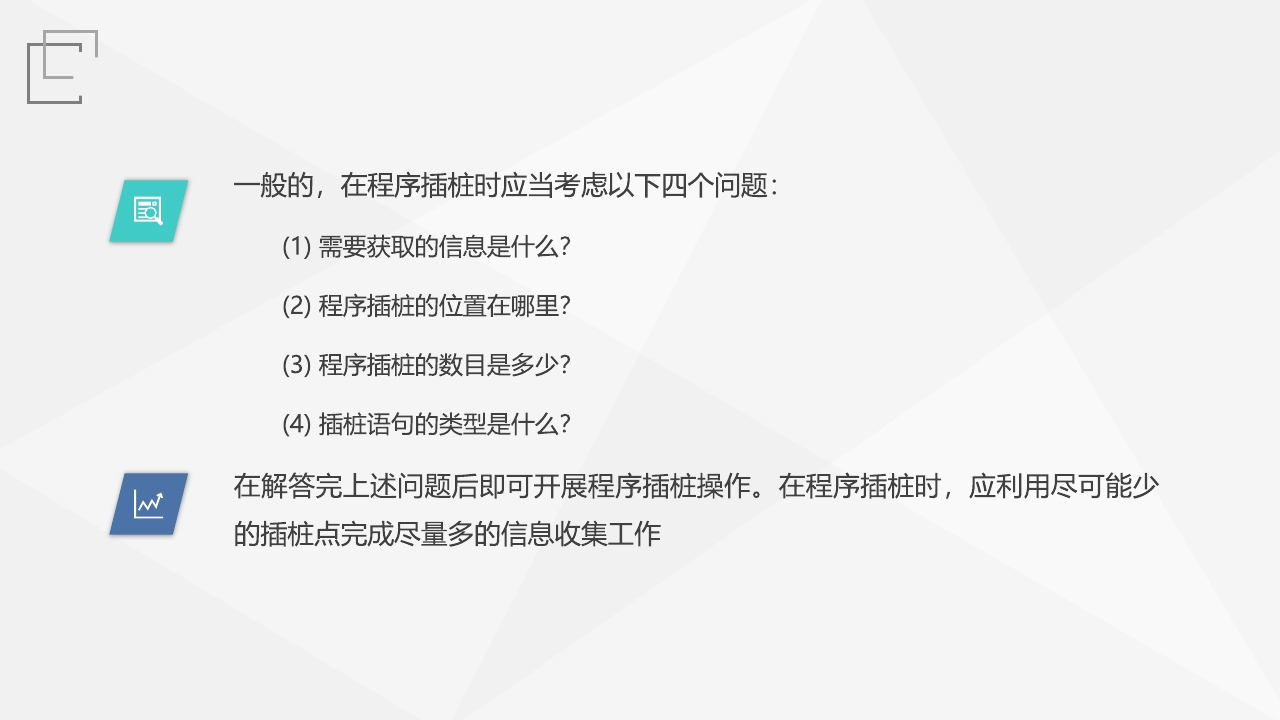 一般的，在程序插桩时应当考虑以下四个问题：
(1) 需要获取的信息是什么？
(2) 程序插桩的位置在哪里？
(3) 程序插桩的数目是多少？
(4) 插桩语句的类型是什么？
在解答完上述问题后即可开展程序插桩操作。在程序插桩时，应利用尽可能少
的插桩点完成尽量多的信息收集工作